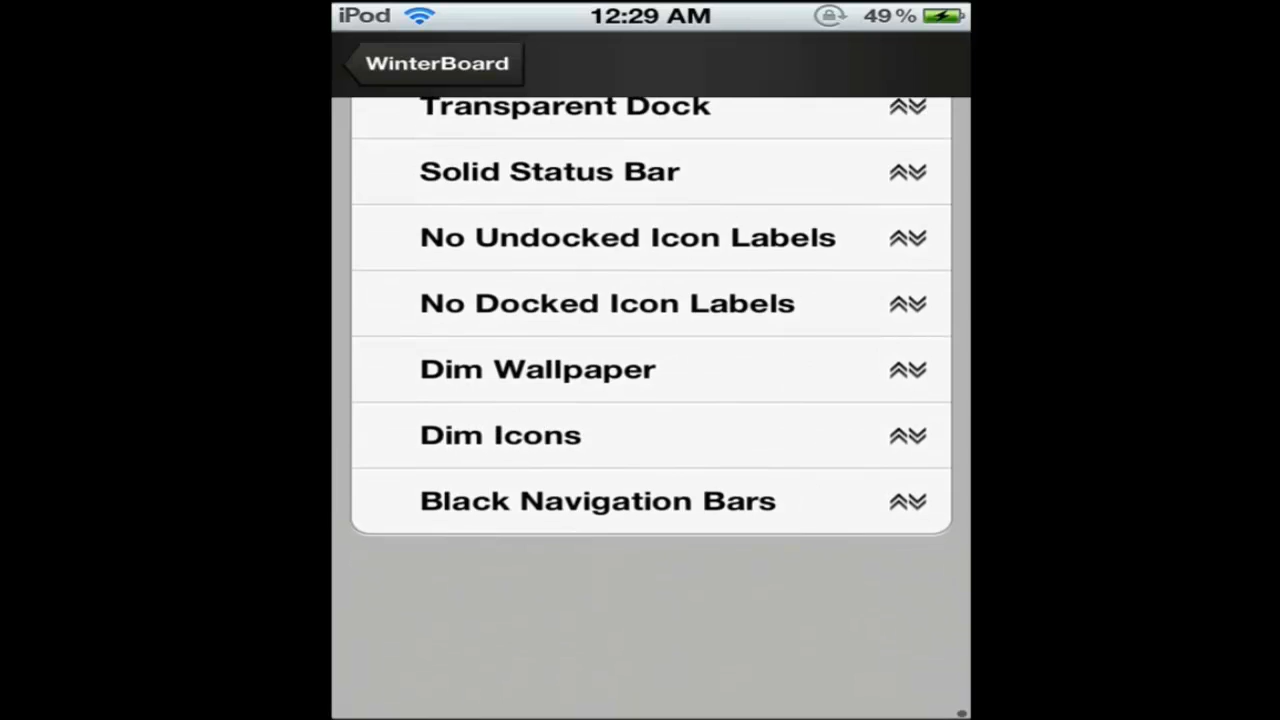 iPod 12:29 AM 49%
WinterBoard
Transparent Dock
Solid Status Bar
No Undocked Icon Labels
No Docked Icon Labels
Dim Wallpaper
Dim Icons
Black Navigation Bars